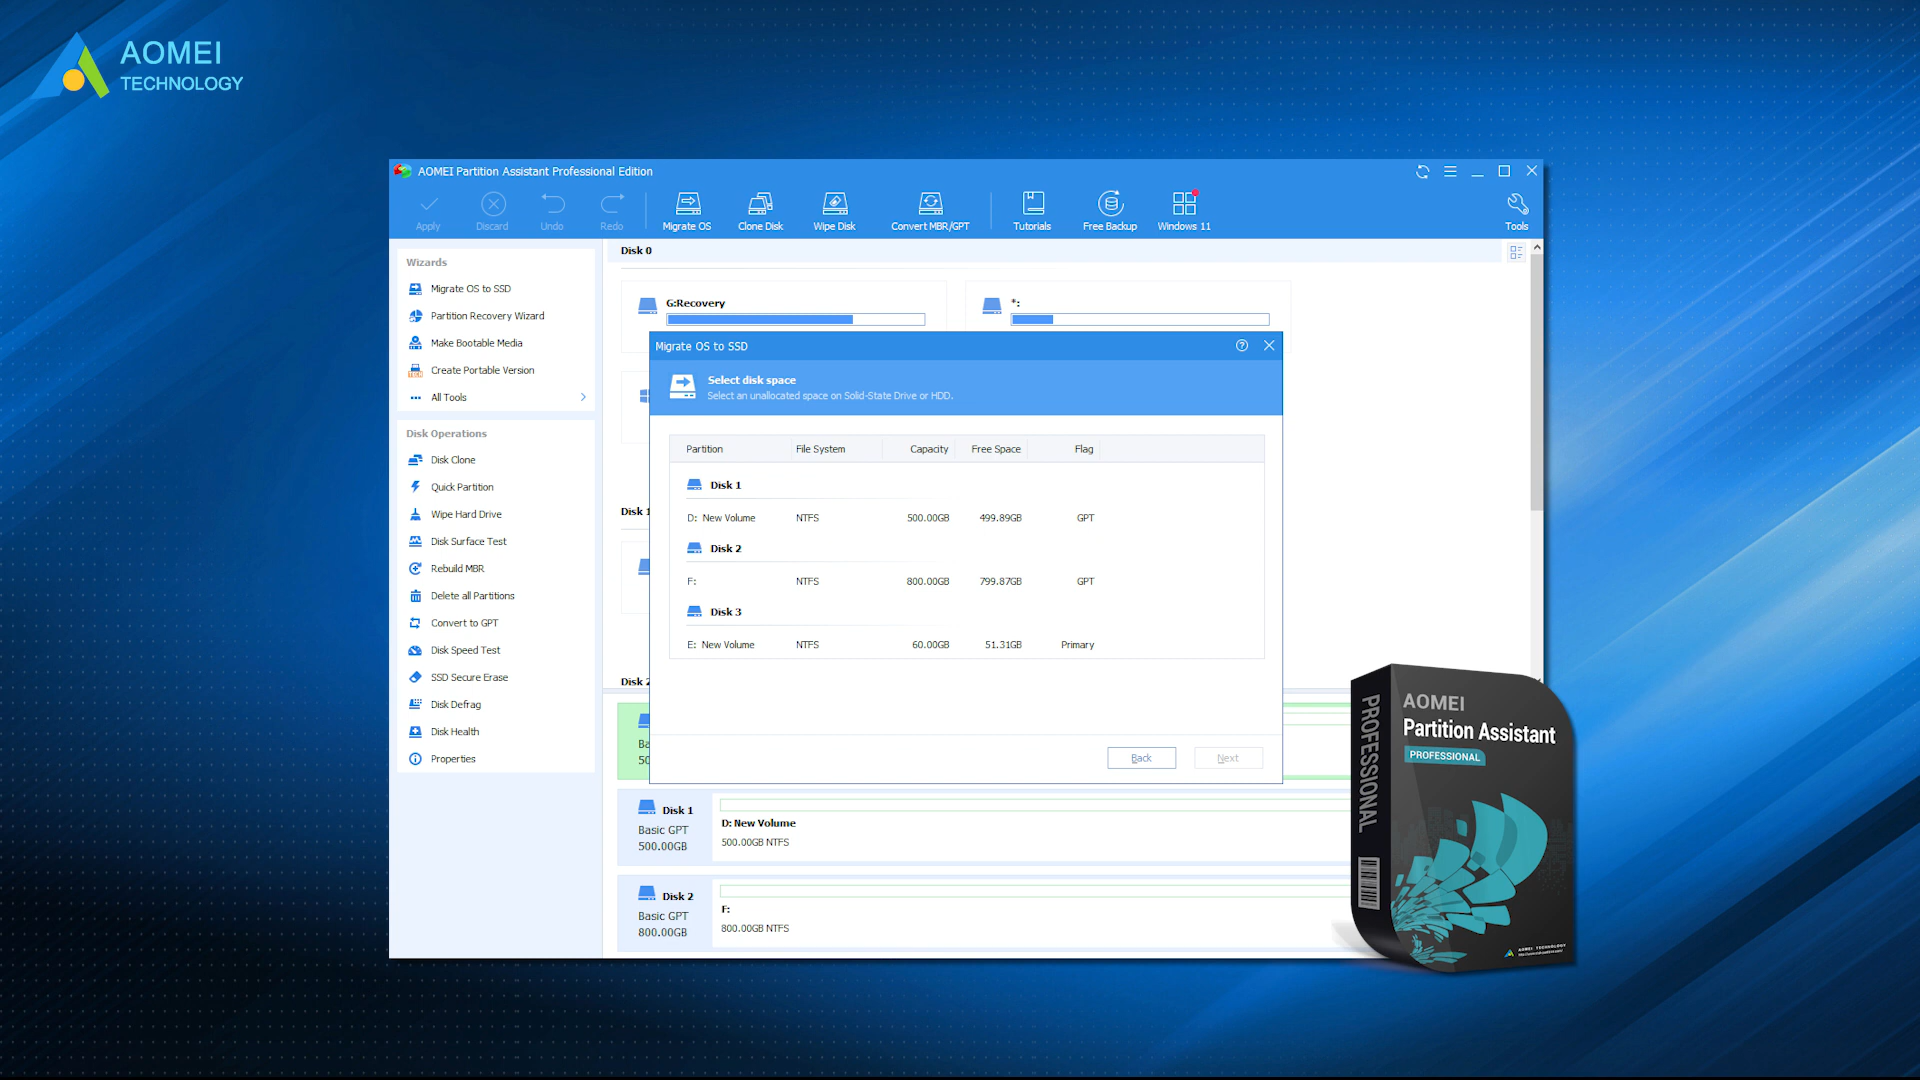 AOMEI
TECHNOLOGY
AOMEI Partition Assistant Professional Edition
Apply
Discard
Undo
Redo
Migrate OS
Clone Disk
Wipe Disk
Convert MBR/GPT
Tutorials
Free Backup
Windows 11
Tools
Wizards
Migrate OS to SSD
Partition Recovery Wizard
Make Bootable Media
Create Portable Version
All Tools
Disk Operations
Disk Clone
Quick Partition
Wipe Hard Drive
Disk Surface Test
Rebuild MBR
Delete all Partitions
Convert to GPT
Disk Speed Test
SSD Secure Erase
Disk Defrag
Disk Health
Properties
Disk 0
G:Recovery
*:
Disk 1
Disk 2
Migrate OS to SSD
Select disk space
Select an unallocated space on Solid-State Drive or HDD.
Partition File System Capacity Free Space Flag
Disk 1
D: New Volume NTFS 500.00GB 499.89GB GPT
Disk 2
F: NTFS 800.00GB 799.87GB GPT
Disk 3
E: New Volume NTFS 60.00GB 51.31GB Primary
Back
Next
Ba
50
Disk 1
Basic GPT
500.00GB
D: New Volume
500.00GB NTFS
Disk 2
Basic GPT
800.00GB
F:
800.00GB NTFS
PROFESSIONAL
AOMEI
Partition Assistant
PROFESSIONAL
AOMEI TECHNOLOGY